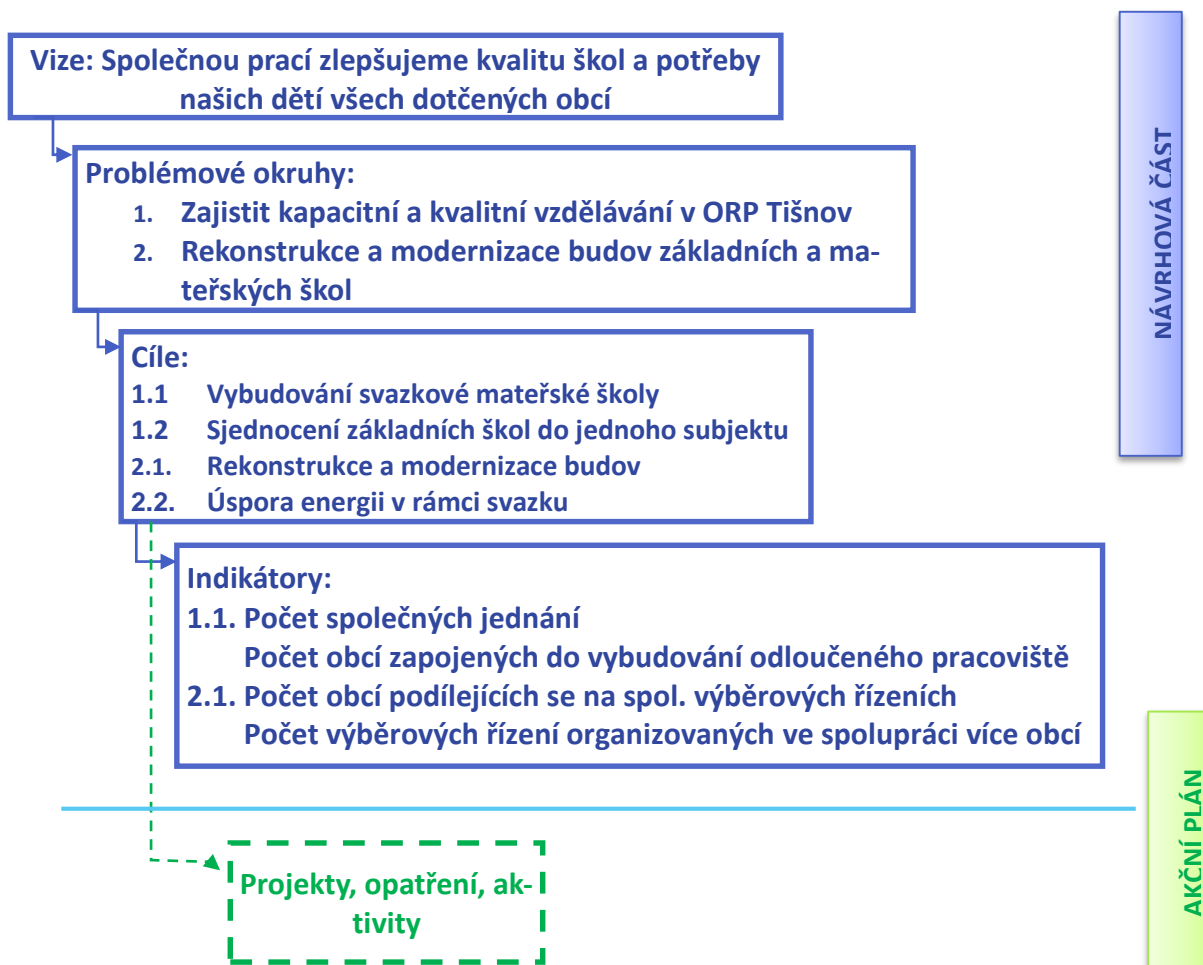 Vize: Společnou prací zlepšujeme kvalitu škol a potřeby
našich dětí všech dotčených obcí
NÁVRHOVÁ ČÁST
Problémové okruhy:
1. Zajistit kapacitní a kvalitní vzdělávání v ORP Tišnov
2. Rekonstrukce a modernizace budov základních a ma-
teřských škol
Cíle:
1.1 Vybudování svazkové mateřské školy
1.2 Sjednocení základních škol do jednoho subjektu
2.1. Rekonstrukce a modernizace budov
2.2. Úspora energii v rámci svazku
Indikátory:
1.1. Počet společných jednání
Počet obcí zapojených do vybudování odloučeného pracoviště
2.1. Počet obcí podílejících se na spol. výběrových řízeních
Počet výběrových řízení organizovaných ve spolupráci více obcí
AKČNÍ PLÁN
Projekty, opatření, ak-
tivity